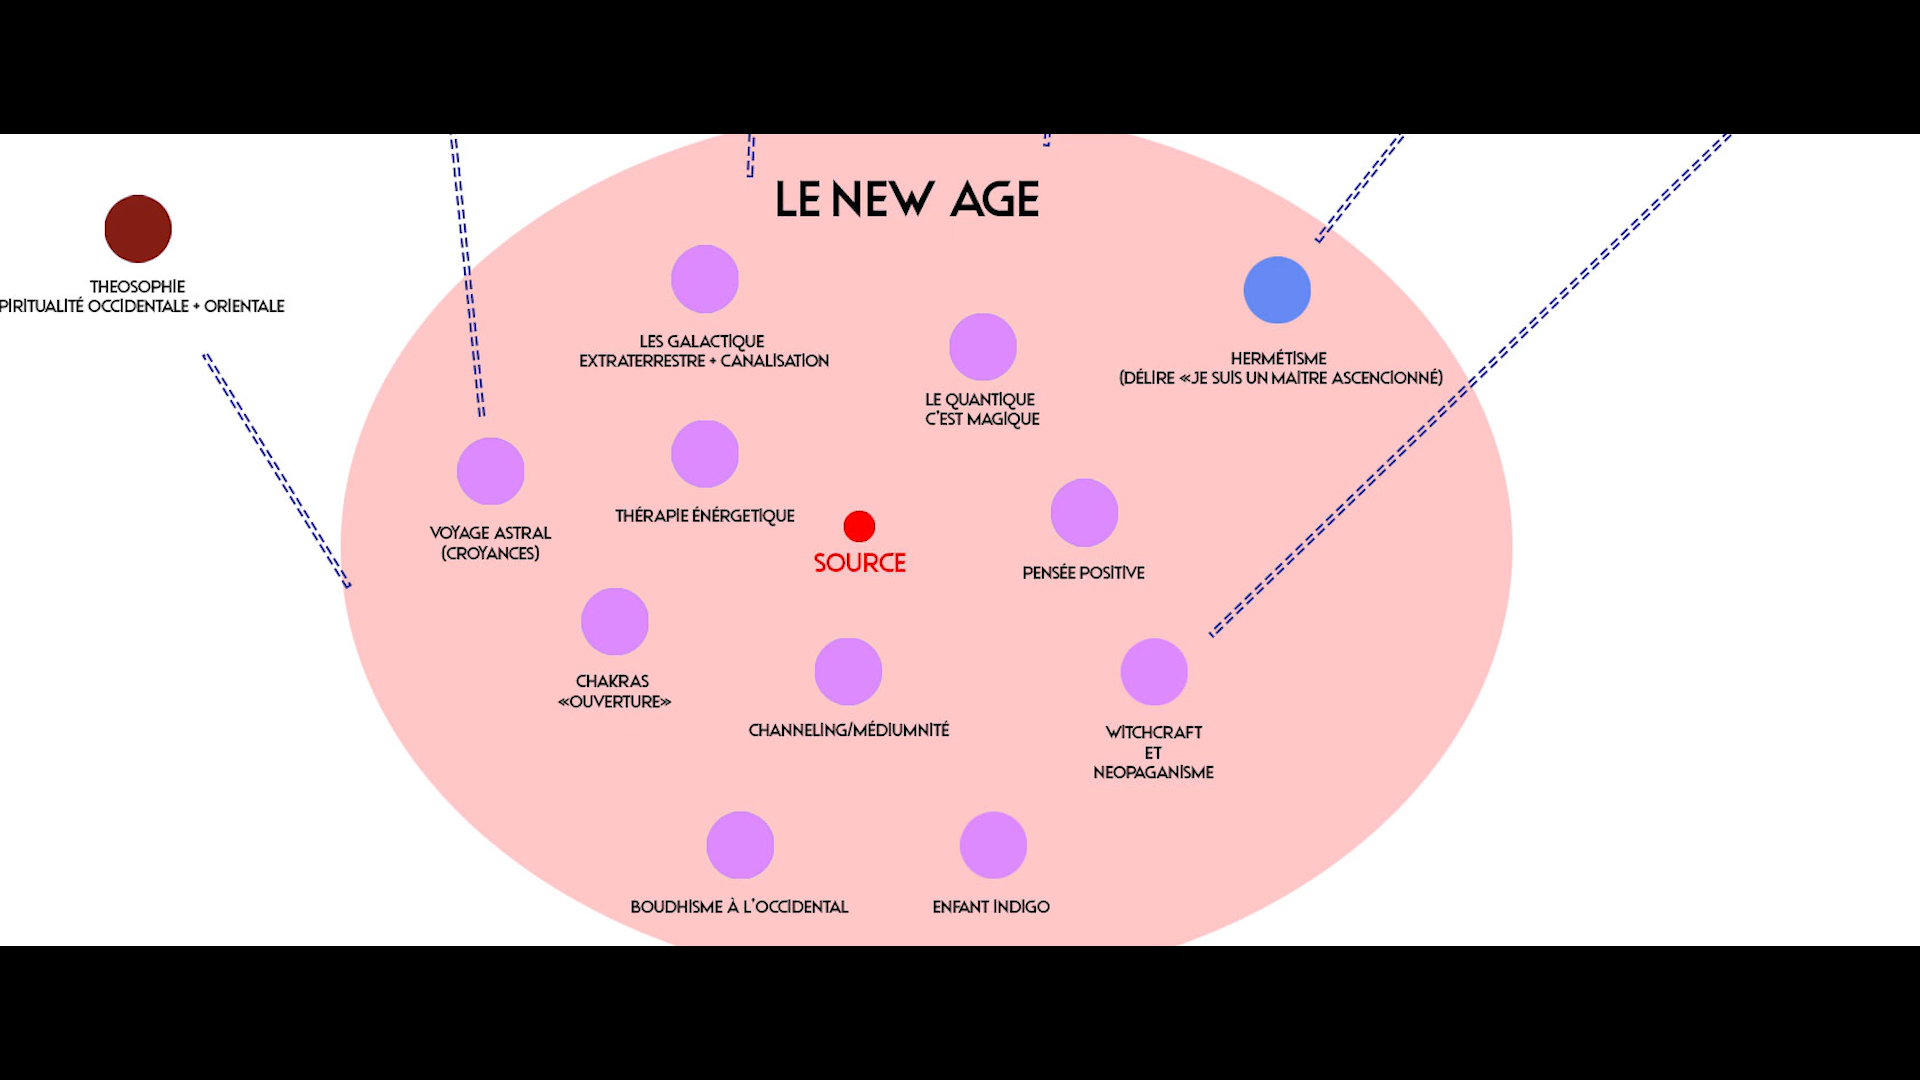 LE NEW AGE
THEOSOPHIE
PIRITUALITÉ OCCIDENTALE + ORIENTALE
LES GALACTIQUE
EXTRATERRESTRE + CANALISATION
LE QUANTIQUE
C'EST MAGIQUE
HERMÉTISME
(DÉLIRE «JE SUIS UN MAITRE ASCENCIONNÉ)
VOYAGE ASTRAL
(CROYANCES)
THÉRAPIE ÉNÉRGETIQUE
SOURCE
PENSÉE POSITIVE
CHAKRAS
«OUVERTURE»
CHANNELING/MÉDIUMNITÉ
WITCHCRAFT
ET
NEOPAGANISME
BOUDHISME À L'OCCIDENTAL
ENFANT INDIGO